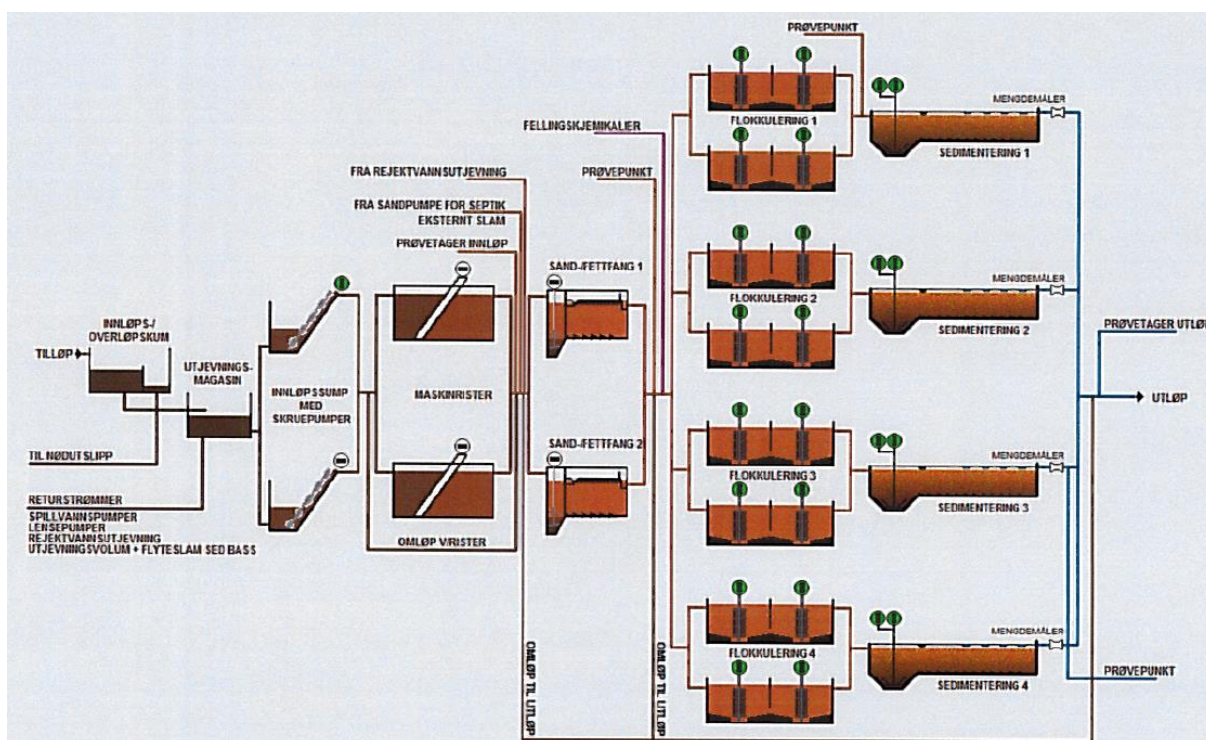 PRØVEPUNKT
MENGDEMÅLER
FLOKKULERING 1
SEDIMENTERING 1
FELLINGSKJEMIKALIER
FRA REJEKTVANNSUTJEVNING
PRØVEPUNKT
FRA SANDPUMPE FOR SEPTIK
EKSTERNT SLAM
PRØVETAGER INNLØP
SAND-/FETTFANG 1
MENGDEMÅLER
FLOKKULERING 2
SEDIMENTERING 2
INNLØPS-/
OVERLØPSKUM
TILLØP
UTJEVNINGS-
MAGASIN
INNLØPSSUMP
MED
SKRUEPUMPER
MASKINRISTER
PRØVETAGER UTLØP
UTLØP
SAND-/FETTFANG 2
MENGDEMÅLER
FLOKKULERING 3
SEDIMENTERING 3
TIL NØDUTSLIPP
RETURSTRØMMER
SPILLVANNSPUMPER
LENSEPUMPER
REJEKTVANNSUTJEVNING
UTJEVNINGSVOLUM + FLYTESLAM SED BASS
OMLØP V/RISTER
MENGDEMÅLER
FLOKKULERING 4
SEDIMENTERING 4
PRØVEPUNKT
OMLØP TIL UTLØP
OMLØP TIL UTLØP